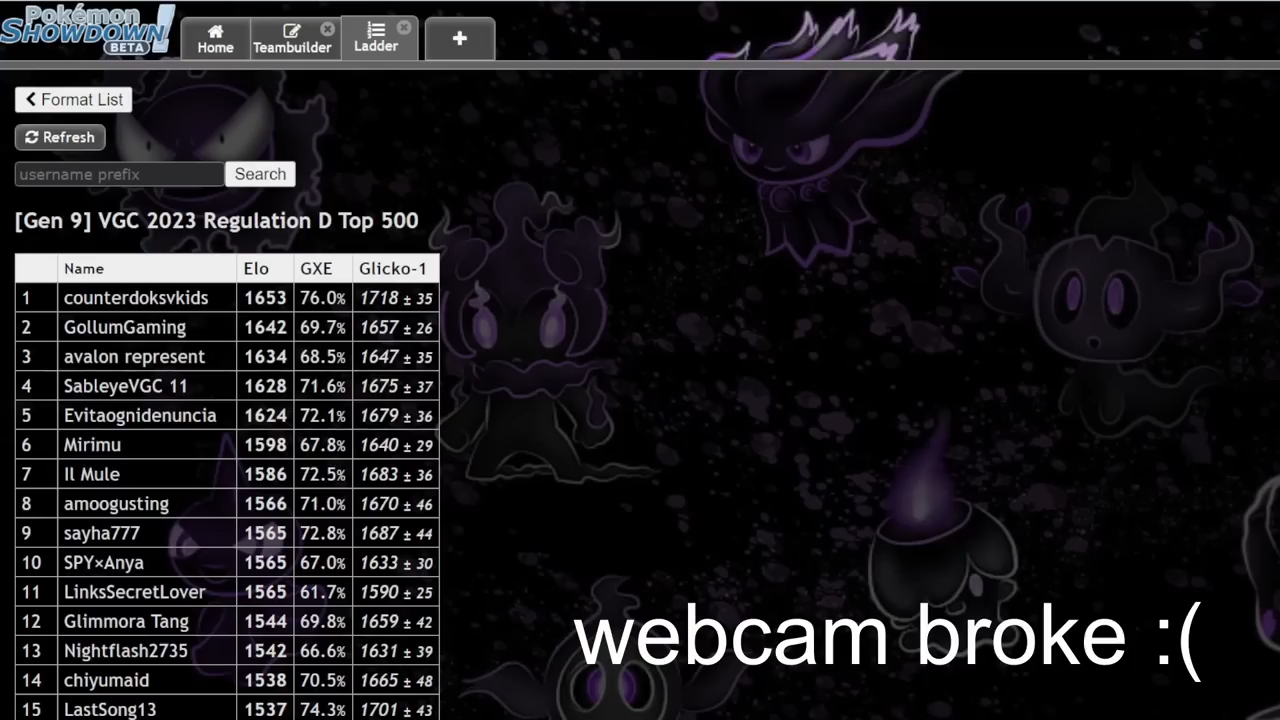 Pokémon
SHOWDOWN!
BETA
Home
Teambuilder
Ladder
Format List
Refresh
username prefix
Search
[Gen 9] VGC 2023 Regulation D Top 500
Name Elo GXE Glicko-1
1 counterdoksvkids 1653 76.0% 1718 ± 35
2 GollumGaming 1642 69.7% 1657 ± 26
3 avalon represent 1634 68.5% 1647 ± 35
4 SableyeVGC 11 1628 71.6% 1675 ± 37
5 Evitaognidenuncia 1624 72.1% 1679 ± 36
6 Mirimu 1598 67.8% 1640 ± 29
7 Il Mule 1586 72.5% 1683 ± 36
8 amoogusting 1566 71.0% 1670 ± 46
9 sayha777 1565 72.8% 1687 ± 44
10 SPY×Anya 1565 67.0% 1633 ± 30
11 LinksSecretLover 1565 61.7% 1590 ± 25
12 Glimmora Tang 1544 69.8% 1659 ± 42
13 Nightflash2735 1542 66.6% 1631 ± 39
14 chiyumaid 1538 70.5% 1665 ± 48
15 LastSong13 1537 74.3% 1701 ± 43
webcam broke :(